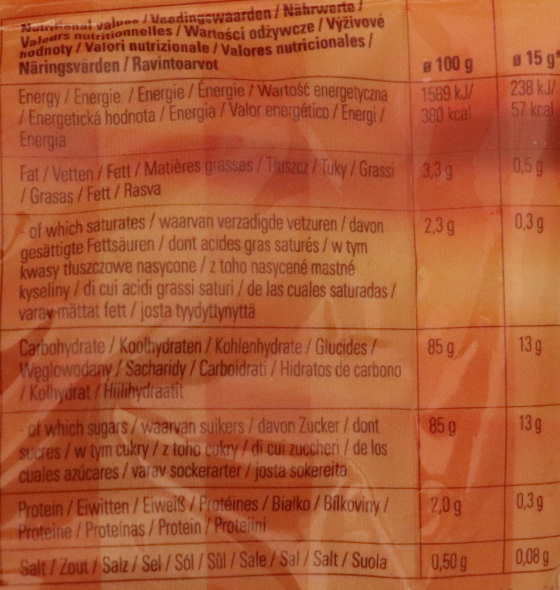 Nutritional values / Voedingswaarden / Nährwerte /
Valeurs nutritionnelles / Wartości odżywcze / Výživové
hodnoty / Valori nutrizionale / Valores nutricionales /
Näringsvärden / Ravintoarvot ø 100 g ø 15 g*
Energy / Energie / Energie / Énergie / Wartość energetyczna 1589 kJ/ 238 kJ/
/ Energetická hodnota / Energia / Valor energético / Energi / 380 kcal 57 kcal
Energia
Fat / Vetten / Fett / Matières grasses / Tłuszcz / Tuky / Grassi 3,3 g 0,5 g
/ Grasas / Fett / Rasva
of which saturates / waarvan verzadigde vetzuren / davon 2,3 g 0,3 g
gesättigte Fettsäuren / dont acides gras saturés / w tym
kwasy tłuszczowe nasycone / z toho nasycené mastné
kyseliny / di cui acidi grassi saturi / de las cuales saturadas /
varav mättat fett / josta tyydyttynyttä
Carbohydrate / Koolhydraten / Kohlenhydrate / Glucides / 85 g 13 g
Węglowodany / Sacharidy / Carboidrati / Hidratos de carbono
/ Kolhydrat / Hiilihydraatit
- of which sugars / waarvan suikers / davon Zucker / dont 85 g 13 g
sucres / w tym cukry / z toho cukry / di cui zuccheri / de los
cuales azúcares / varav sockerarter / josta sokereita
Protein / Eiwitten / Eiweiß / Protéines / Białko / Bílkoviny / 2,0 g 0,3 g
Proteine / Proteínas / Protein / Proteiini
Salt / Zout / Salz / Sel / Sól / Sůl / Sale / Sal / Salt / Suola 0,50 g 0,08 g